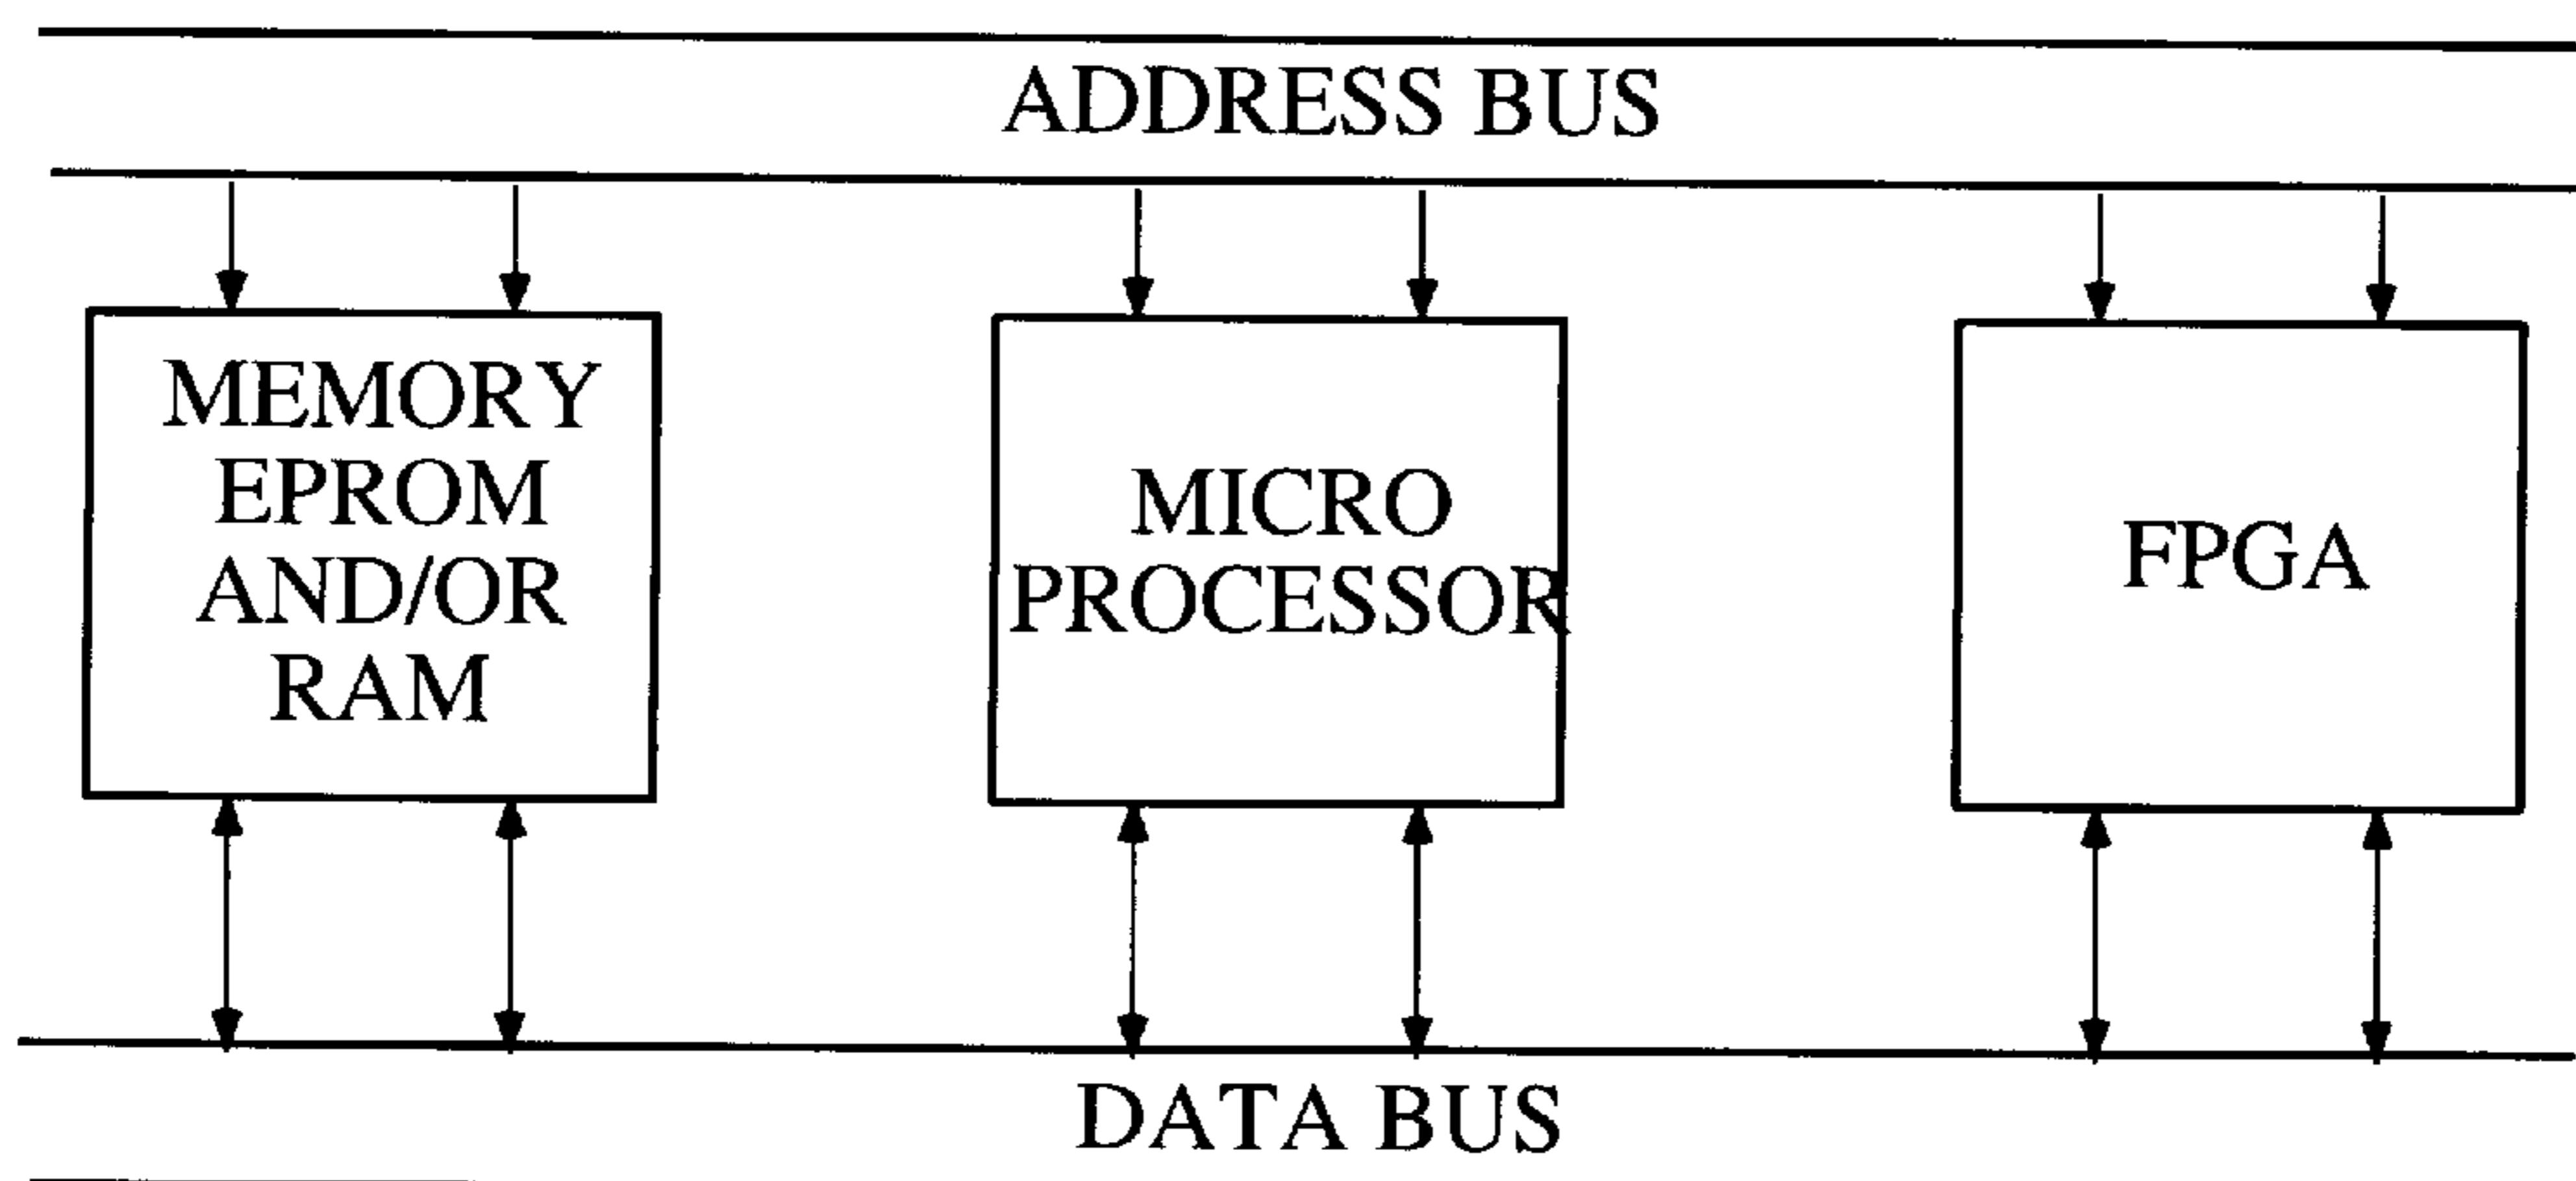 ADDRESS BUS
MEMORY
EPROM
AND/OR
RAM
MICRO
PROCESSOR
FPGA
DATA BUS